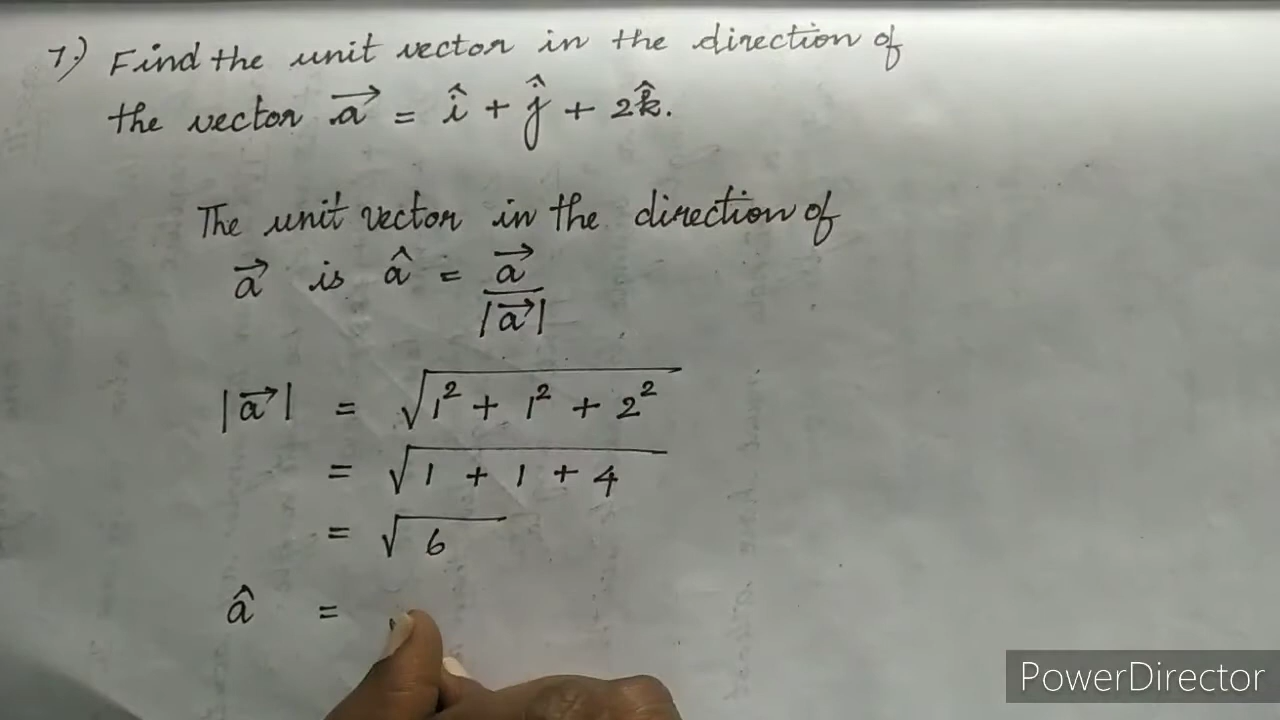 7.) Find the unit vector in the direction of
the vector a⃗ = î + ĵ + 2k̂.
The unit vector in the direction of
a⃗ is â = a⃗ / |a⃗|
|a⃗| = √(1² + 1² + 2²)
= √(1 + 1 + 4)
= √6
â =
PowerDirector